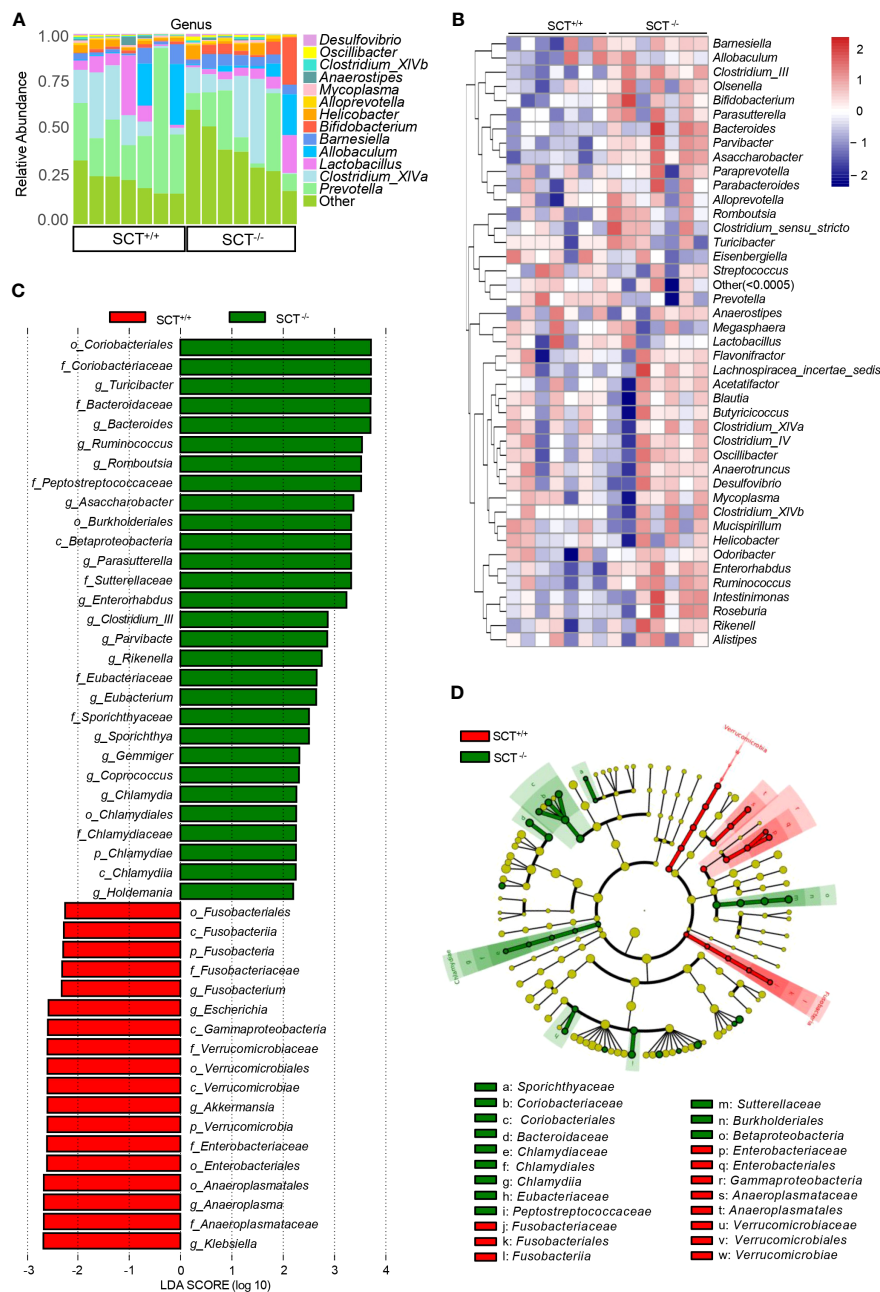 A
Genus
1.00
0.75
0.50
0.25
0.00
Relative Abundance
SCT+/+
SCT-/-
Desulfovibrio
Oscillibacter
Clostridium_XIVb
Anaerostipes
Mycoplasma
Alloprevotella
Helicobacter
Bifidobacterium
Barnesiella
Allobaculum
Lactobacillus
Clostridium_XIVa
Prevotella
Other
B
SCT+/+
SCT-/-
Barnesiella
Allobaculum
Clostridium_III
Olsenella
Bifidobacterium
Parasutterella
Bacteroides
Parvibacter
Asaccharobacter
Paraprevotella
Parabacteroides
Alloprevotella
Romboutsia
Clostridium_sensu_stricto
Turicibacter
Eisenbergiella
Streptococcus
Other(<0.0005)
Prevotella
Anaerostipes
Megasphaera
Lactobacillus
Flavonifractor
Lachnospiracea_incertae_sedis
Acetatifactor
Blautia
Butyricicoccus
Clostridium_XIVa
Clostridium_IV
Oscillibacter
Anaerotruncus
Desulfovibrio
Mycoplasma
Clostridium_XIVb
Mucispirillum
Helicobacter
Odoribacter
Enterorhabdus
Ruminococcus
Intestinimonas
Roseburia
Rikenell
Alistipes
2
1
0
1
2
C
SCT+/+
SCT-/-
o_Coriobacteriales
f_Coriobacteriaceae
g_Turicibacter
f_Bacteroidaceae
g_Bacteroides
g_Ruminococcus
g_Romboutsia
f_Peptostreptococcaceae
g_Asaccharobacter
o_Burkholderiales
c_Betaproteobacteria
g_Parasutterella
f_Sutterellaceae
g_Enterorhabdus
g_Clostridium_III
g_Parvibacte
g_Rikenella
f_Eubacteriaceae
g_Eubacterium
f_Sporichthyaceae
g_Sporichthya
g_Gemmiger
g_Coprococcus
g_Chlamydia
o_Chlamydiales
f_Chlamydiaceae
p_Chlamydiae
c_Chlamydiia
g_Holdemania
o_Fusobacteriales
c_Fusobacteriia
p_Fusobacteria
f_Fusobacteriaceae
g_Fusobacterium
g_Escherichia
c_Gammaproteobacteria
f_Verrucomicrobiaceae
o_Verrucomicrobiales
c_Verrucomicrobiae
g_Akkermansia
p_Verrucomicrobia
f_Enterobacteriaceae
o_Enterobacteriales
o_Anaeroplasmatales
g_Anaeroplasma
f_Anaeroplasmataceae
g_Klebsiella
-3 -2 -1 0 1 2 3 4
LDA SCORE (log 10)
D
SCT+/+
SCT-/-
Verrucomicrobia
Chlamydiae
Fusobacteria
a: Sporichthyaceae
b: Coriobacteriaceae
c: Coriobacteriales
d: Bacteroidaceae
e: Chlamydiaceae
f: Chlamydiales
g: Chlamydiia
h: Eubacteriaceae
i: Peptostreptococcaceae
j: Fusobacteriaceae
k: Fusobacteriales
l: Fusobacteriia
m: Sutterellaceae
n: Burkholderiales
o: Betaproteobacteria
p: Enterobacteriaceae
q: Enterobacteriales
r: Gammaproteobacteria
s: Anaeroplasmataceae
t: Anaeroplasmatales
u: Verrucomicrobiaceae
v: Verrucomicrobiales
w: Verrucomicrobiae